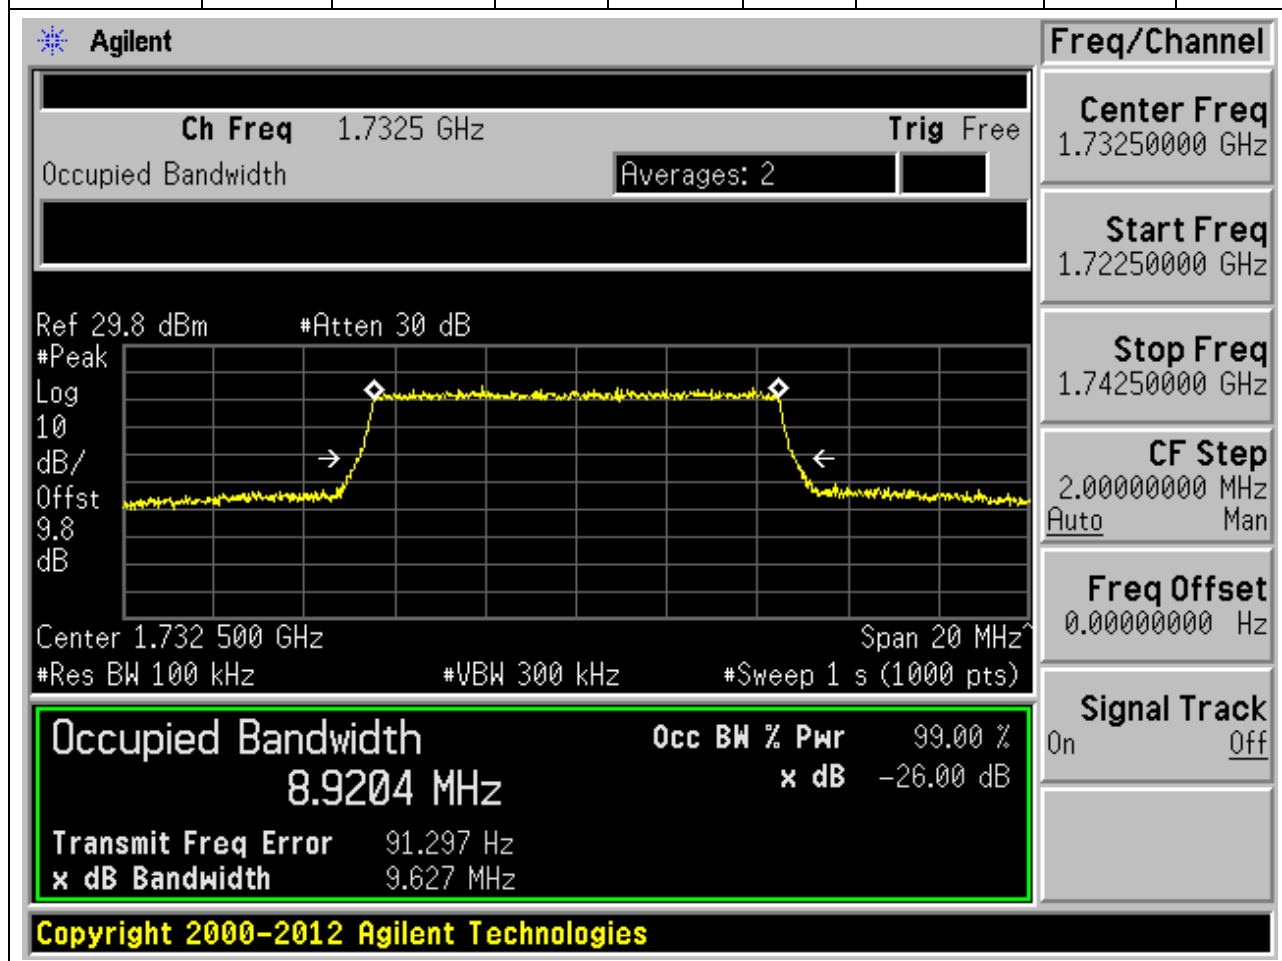 Agilent
Freq/Channel
Ch Freq 1.7325 GHz Trig Free
Occupied Bandwidth Averages: 2
Center Freq
1.73250000 GHz
Start Freq
1.72250000 GHz
Stop Freq
1.74250000 GHz
CF Step
2.00000000 MHz
Auto Man
Freq Offset
0.00000000 Hz
Signal Track
On Off
Ref 29.8 dBm #Atten 30 dB
#Peak
Log
10
dB/
Offst
9.8
dB
Center 1.732 500 GHz Span 20 MHz^
#Res BW 100 kHz #VBW 300 kHz #Sweep 1 s (1000 pts)
Occupied Bandwidth Occ BW % Pwr 99.00 %
8.9204 MHz x dB -26.00 dB
Transmit Freq Error 91.297 Hz
x dB Bandwidth 9.627 MHz
Copyright 2000-2012 Agilent Technologies